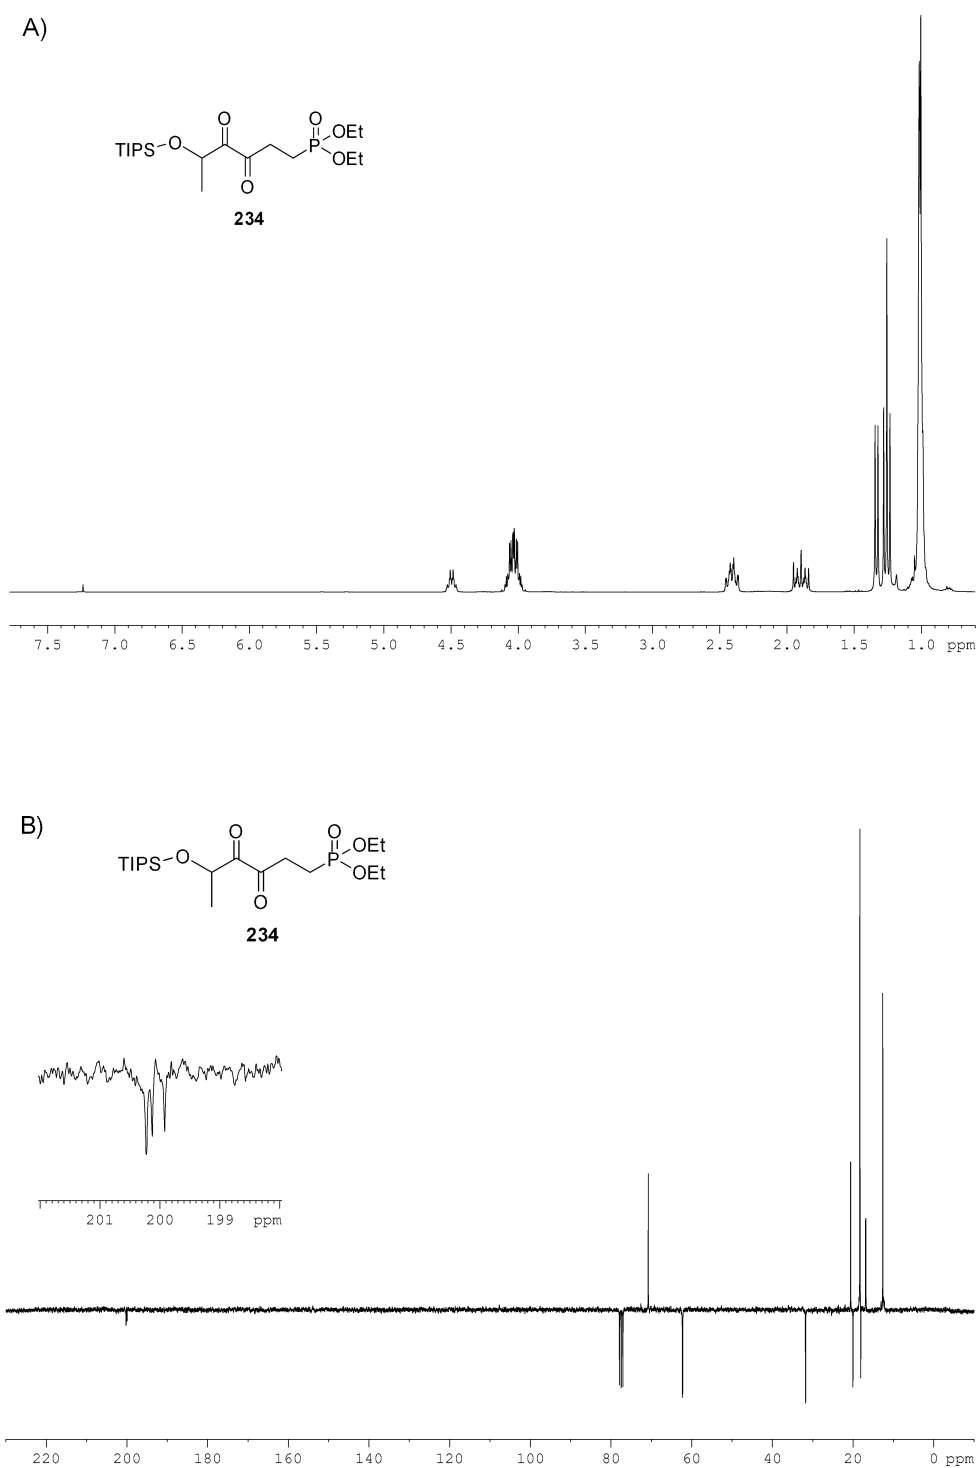 A)
O O
TIPS O P OEt
OEt
O
234
7.5 7.0 6.5 6.0 5.5 5.0 4.5 4.0 3.5 3.0 2.5 2.0 1.5 1.0 ppm
B)
O O
TIPS O P OEt
OEt
O
234
201 200 199 ppm
220 200 180 160 140 120 100 80 60 40 20 0 ppm